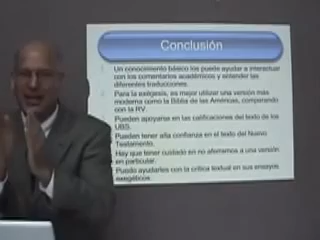 Conclusión
Un conocimiento básico los puede ayudar a interactuar
con los comentarios académicos y entender las
diferentes traducciones.
Para la exégesis, es mejor utilizar una versión más
moderna como la Biblia de las Américas, comparando
con la RV.
Pueden apoyarse en las calificaciones del texto de los
UBS.
Pueden tener alta confianza en el texto del Nuevo
Testamento.
Hay que tener cuidado en no aferrarnos a una versión
en particular.
Puedo ayudarles con la crítica textual en sus ensayos
exegéticos.